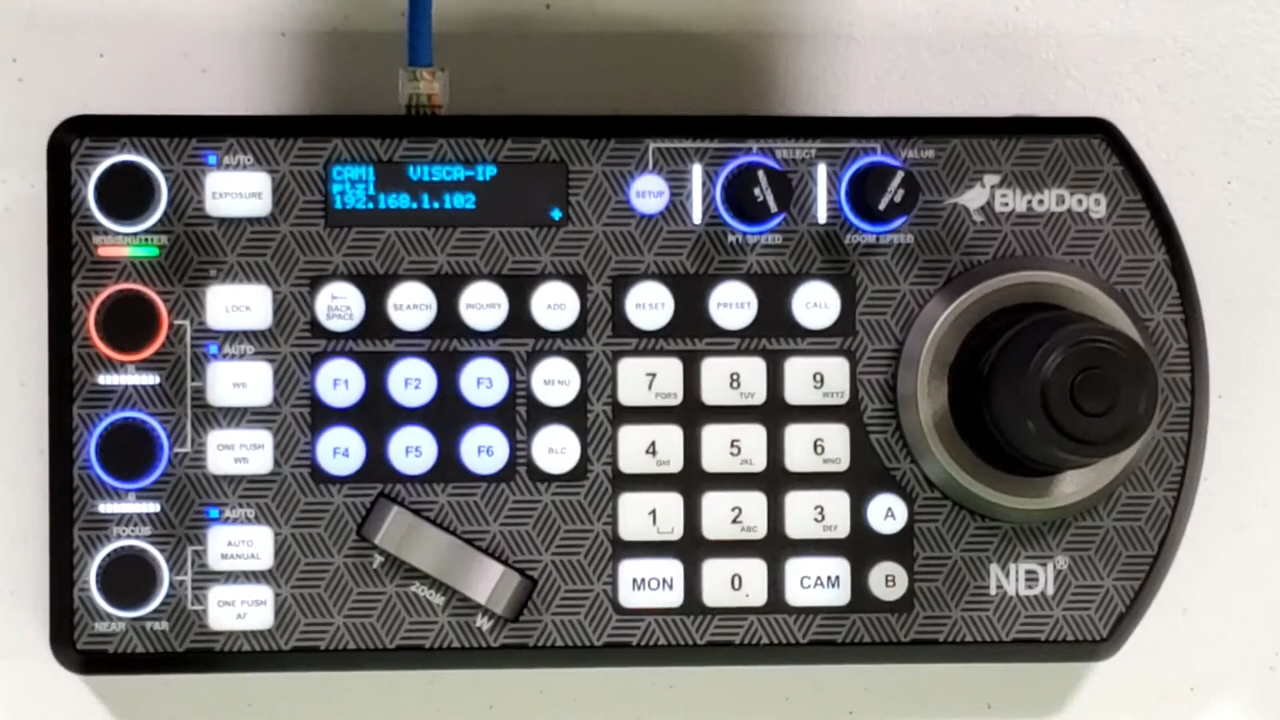 AUTO
EXPOSURE
IRIS/SHUTTER
CAM1 VISCA-IP
ptz1
192.168.1.102
SETUP
SELECT
VALUE
P/T SPEED
ZOOM SPEED
BirdDog
LOCK
BACK SPACE
SEARCH
INQUIRY
ADD
RESET
PRESET
CALL
AUTO
WB
ONE PUSH
WB
F1 F2 F3
MENU
F4 F5 F6
BLC
7 PQRS
8 TUV
9 WXYZ
4 GHI
5 JKL
6 MNO
1
2 ABC
3 DEF
A
MON
0
CAM
B
FOCUS
AUTO
AUTO
MANUAL
ONE PUSH
AF
NEAR FAR
T ZOOM W
NDI®